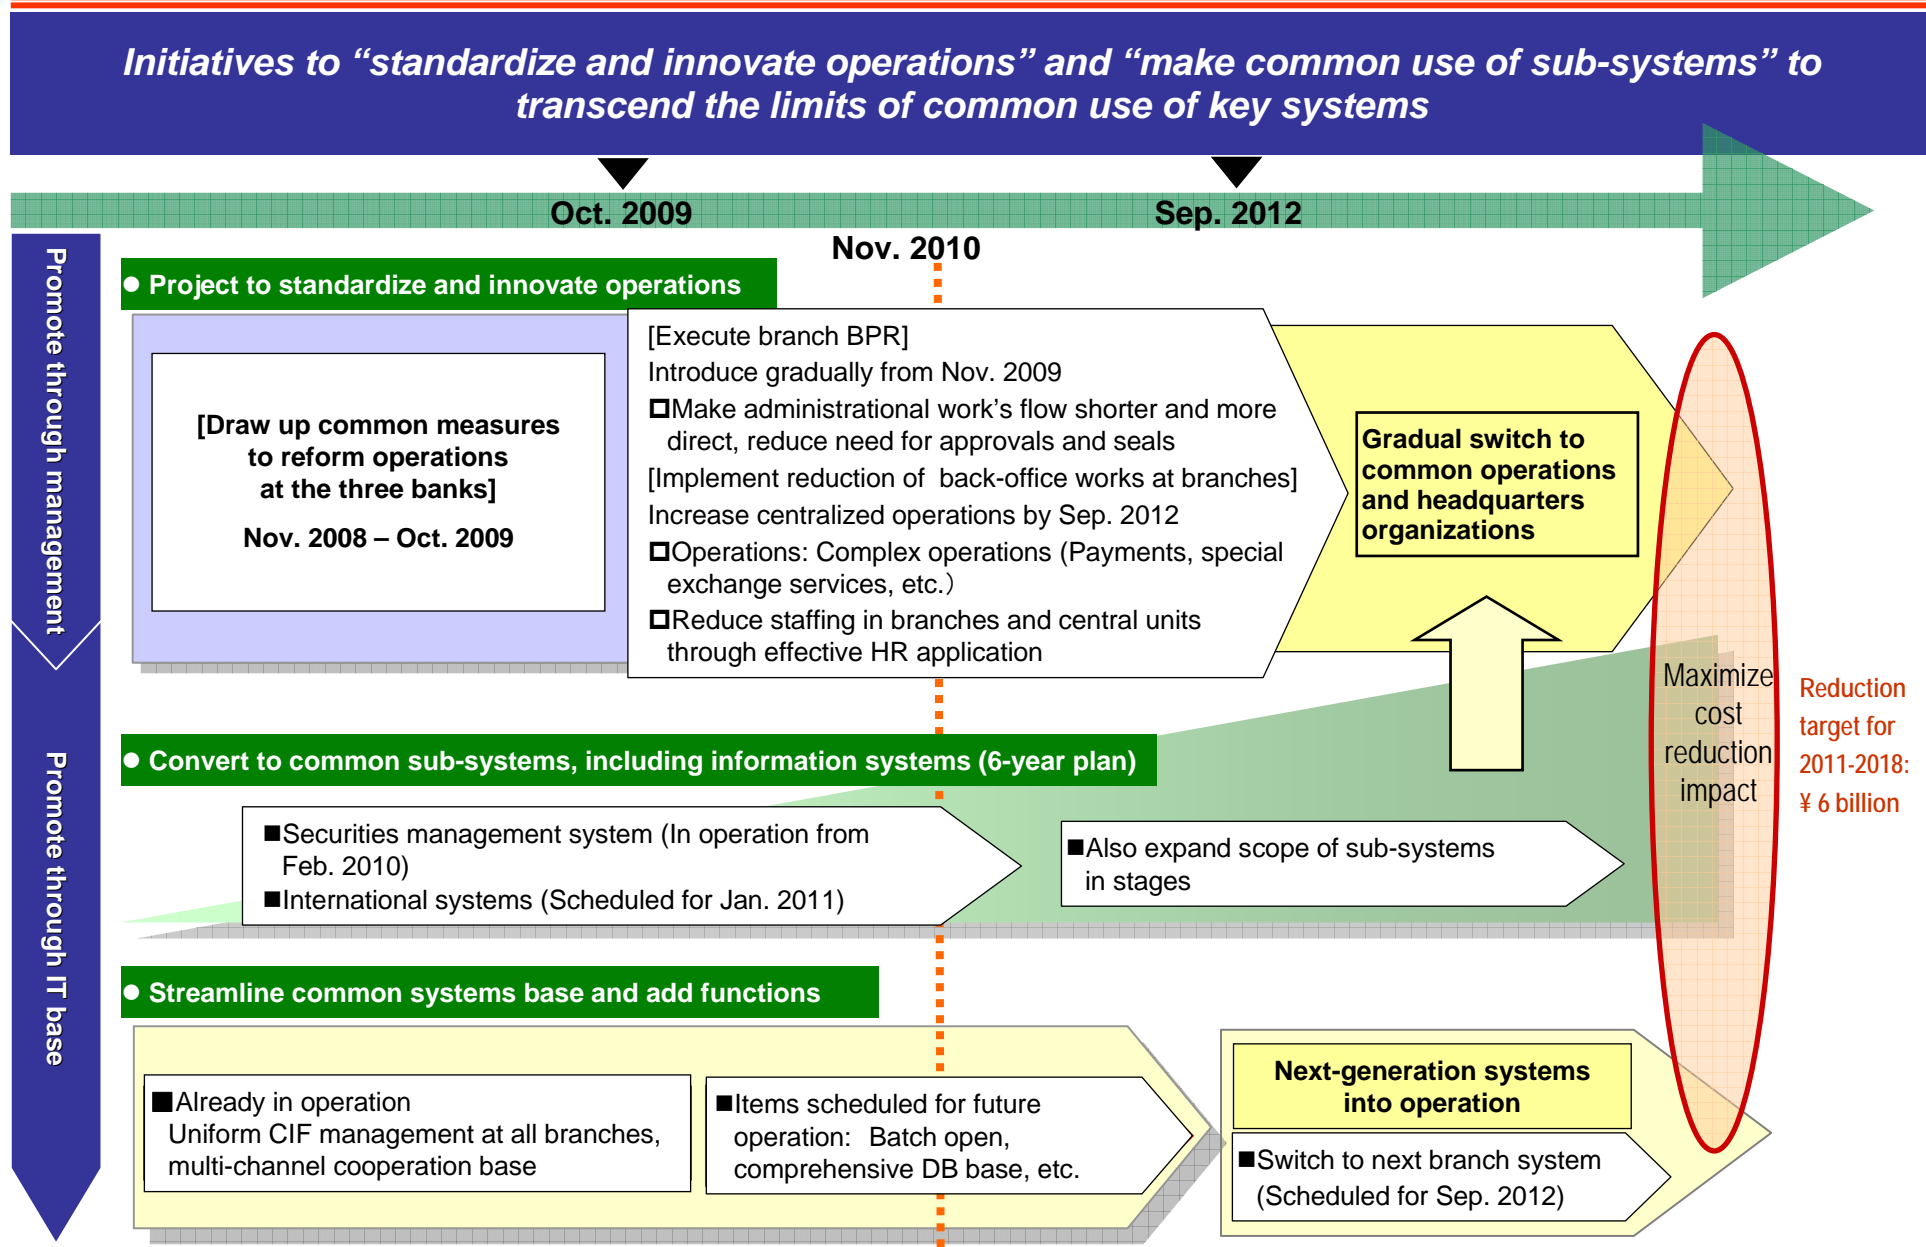 Initiatives to “standardize and innovate operations” and “make common use of sub-systems” to
transcend the limits of common use of key systems
Oct. 2009
Sep. 2012
Nov. 2010
Promote through management
● Project to standardize and innovate operations
[Draw up common measures
to reform operations
at the three banks]
Nov. 2008 – Oct. 2009
[Execute branch BPR]
Introduce gradually from Nov. 2009
❑Make administrational work’s flow shorter and more
direct, reduce need for approvals and seals
[Implement reduction of  back-office works at branches]
Increase centralized operations by Sep. 2012
❑Operations: Complex operations (Payments, special
exchange services, etc.）
❑Reduce staffing in branches and central units
through effective HR application
Gradual switch to
common operations
and headquarters
organizations
Maximize
cost
reduction
impact
Reduction
target for
2011-2018:
¥ 6 billion
Promote through IT base
● Convert to common sub-systems, including information systems (6-year plan)
■Securities management system (In operation from
Feb. 2010)
■International systems (Scheduled for Jan. 2011)
■Also expand scope of sub-systems
in stages
● Streamline common systems base and add functions
■Already in operation
Uniform CIF management at all branches,
multi-channel cooperation base
■Items scheduled for future
operation:  Batch open,
comprehensive DB base, etc.
Next-generation systems
into operation
■Switch to next branch system
(Scheduled for Sep. 2012)